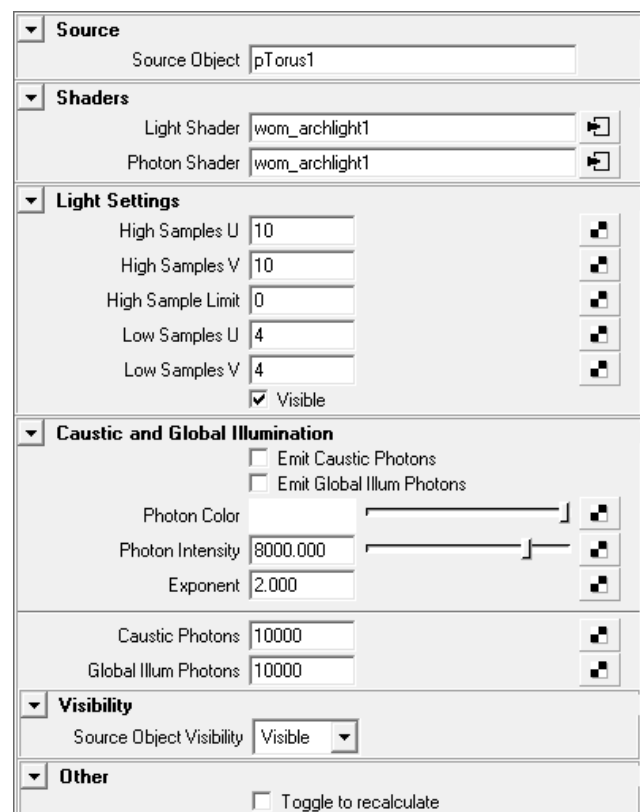 Source
Source Object pTorus1
Shaders
Light Shader wom_archlight1
Photon Shader wom_archlight1
Light Settings
High Samples U 10
High Samples V 10
High Sample Limit 0
Low Samples U 4
Low Samples V 4
Visible
Caustic and Global Illumination
Emit Caustic Photons
Emit Global Illum Photons
Photon Color
Photon Intensity 8000.000
Exponent 2.000
Caustic Photons 10000
Global Illum Photons 10000
Visibility
Source Object Visibility Visible
Other
Toggle to recalculate